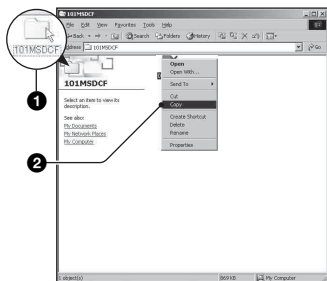 101MSDCF
File Edit View Favorites Tools Help
Back Search Folders History
Address 101MSDCF Go
101MSDCF
1
101MSDCF
Select an item to view its description.
See also:
My Documents
My Network Places
My Computer
2
Open
Open With...
Send To
Cut
Copy
Create Shortcut
Delete
Rename
Properties
1 object(s) 869 KB My Computer